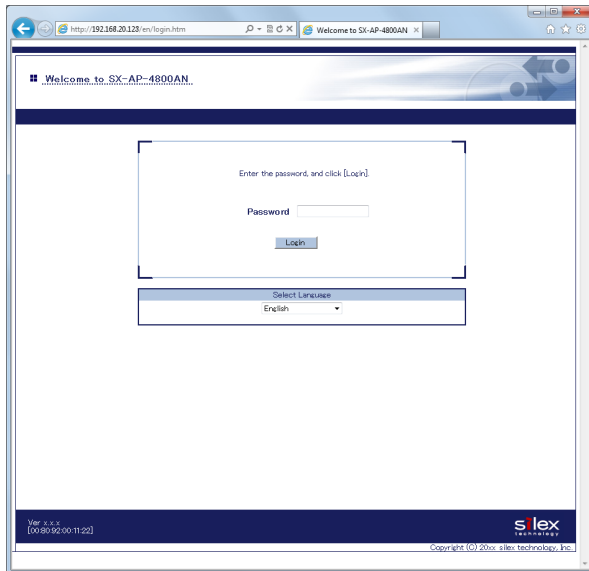 http://192.168.20.123/en/login.htm
Welcome to SX-AP-4800AN
Welcome to SX-AP-4800AN
Enter the password, and click [Login].
Password
Login
Select Language
English
Ver x.x.x
[00:80:92:00:11:22]
silex
technology
Copyright (C) 20xx silex technology, Inc.